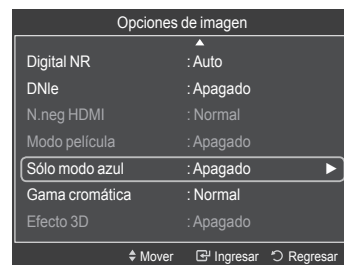 Opciones de imagen
Digital NR : Auto
DNIe : Apagado
N.neg HDMI : Normal
Modo película : Apagado
Sólo modo azul : Apagado
Gama cromática : Normal
Efecto 3D : Apagado
Mover Ingresar Regresar